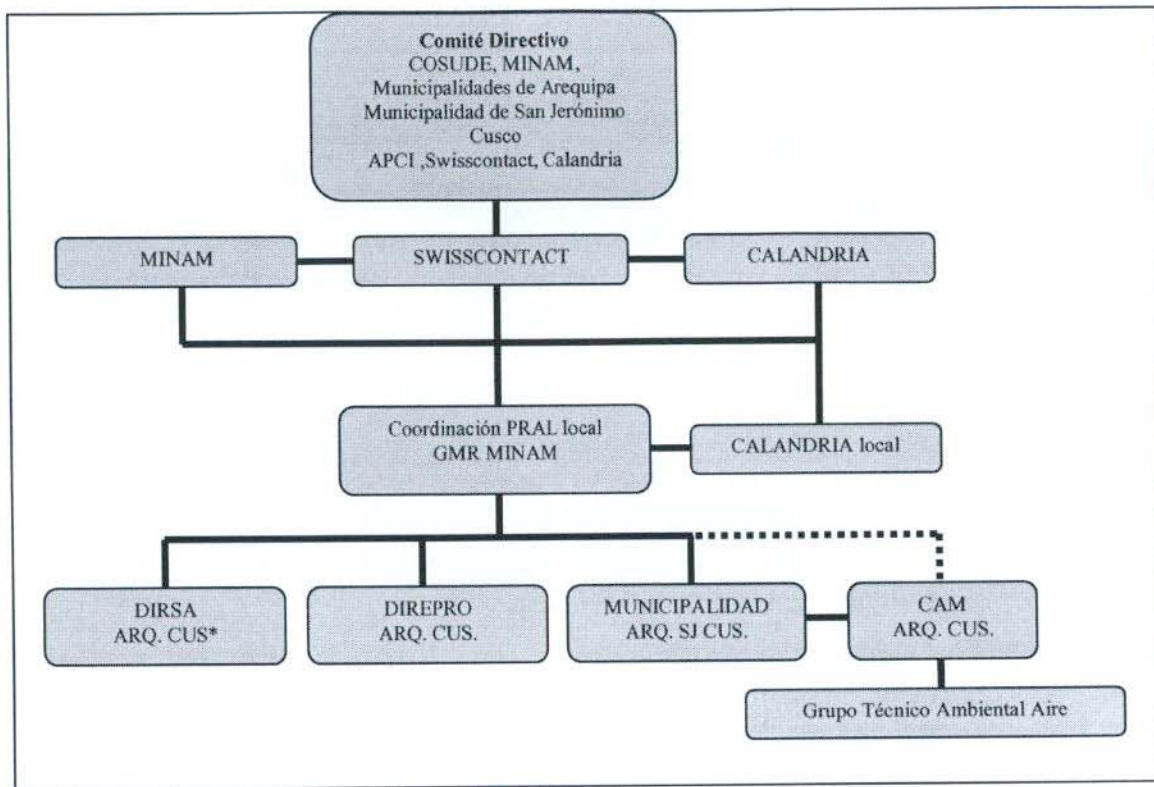 Comité Directivo
COSUDE, MINAM,
Municipalidades de Arequipa
Municipalidad de San Jerónimo
Cusco
APCI ,Swisscontact, Calandria
MINAM
SWISSCONTACT
CALANDRIA
Coordinación PRAL local
GMR MINAM
CALANDRIA local
DIRSA
ARQ. CUS*
DIREPRO
ARQ. CUS.
MUNICIPALIDAD
ARQ. SJ CUS.
CAM
ARQ. CUS.
Grupo Técnico Ambiental Aire